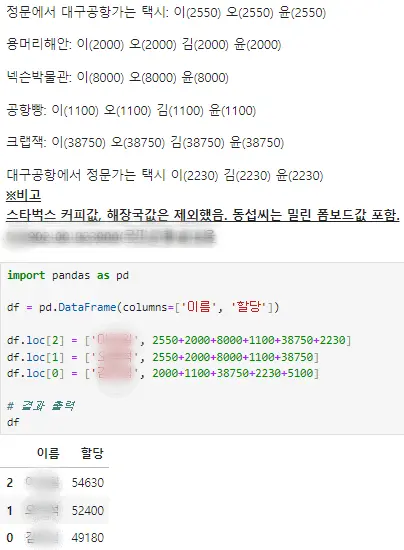 정문에서 대구공항가는 택시: 이(2550) 오(2550) 윤(2550)
용머리해안: 이(2000) 오(2000) 김(2000) 윤(2000)
넥슨박물관: 이(8000) 오(8000) 윤(8000)
공항빵: 이(1100) 오(1100) 김(1100) 윤(1100)
크랩잭: 이(38750) 오(38750) 김(38750) 윤(38750)
대구공항에서 정문가는 택시 이(2230) 김(2230) 윤(2230)
※비고
스타벅스 커피값, 해장국값은 제외했음. 동섭씨는 밀린 폼보드값 포함.
import pandas as pd
df = pd.DataFrame(columns=['이름', '할당'])
df.loc[2] = [' ', 2550+2000+8000+1100+38750+2230]
df.loc[1] = [' ', 2550+2000+8000+1100+38750]
df.loc[0] = [' ', 2000+1100+38750+2230+5100]
# 결과 출력
df
이름 할당
2 54630
1 52400
0 49180